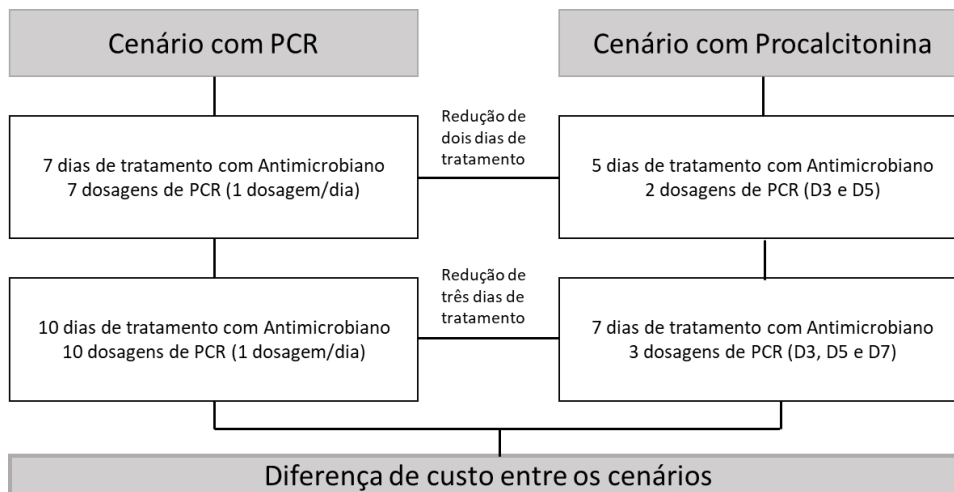 Cenário com PCR
Cenário com Procalcitonina
7 dias de tratamento com Antimicrobiano
7 dosagens de PCR (1 dosagem/dia)
Redução de
dois dias de
tratamento
5 dias de tratamento com Antimicrobiano
2 dosagens de PCR (D3 e D5)
10 dias de tratamento com Antimicrobiano
10 dosagens de PCR (1 dosagem/dia)
Redução de
três dias de
tratamento
7 dias de tratamento com Antimicrobiano
3 dosagens de PCR (D3, D5 e D7)
Diferença de custo entre os cenários